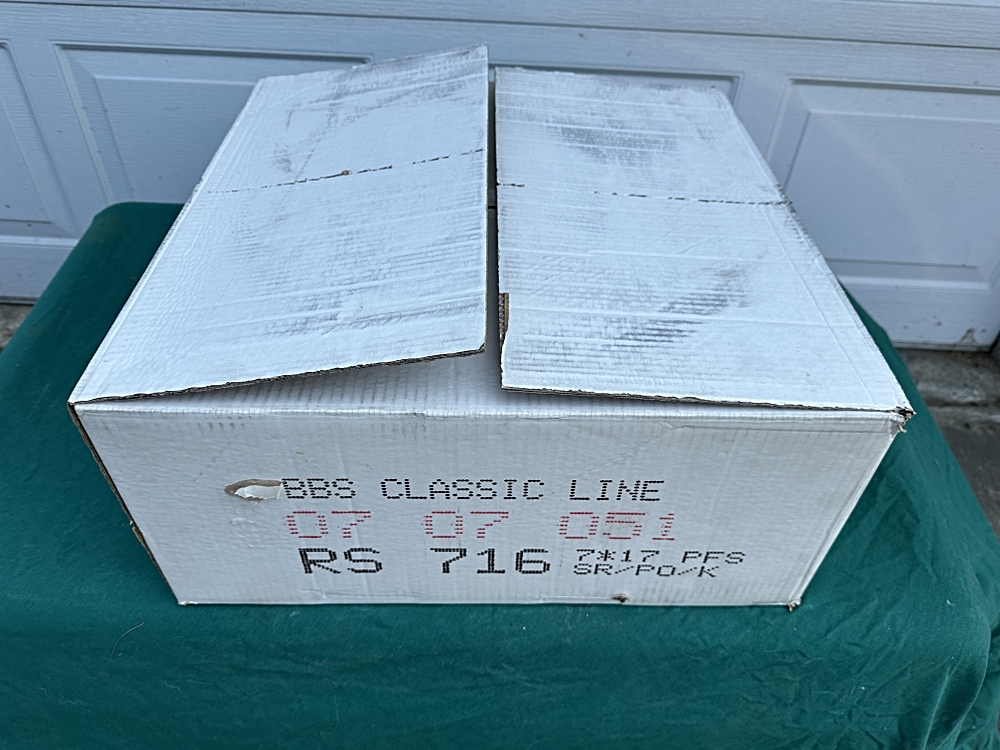 BBS CLASSIC LINE
07 07 051
RS 716 7*17 PFS
SR/PO/K